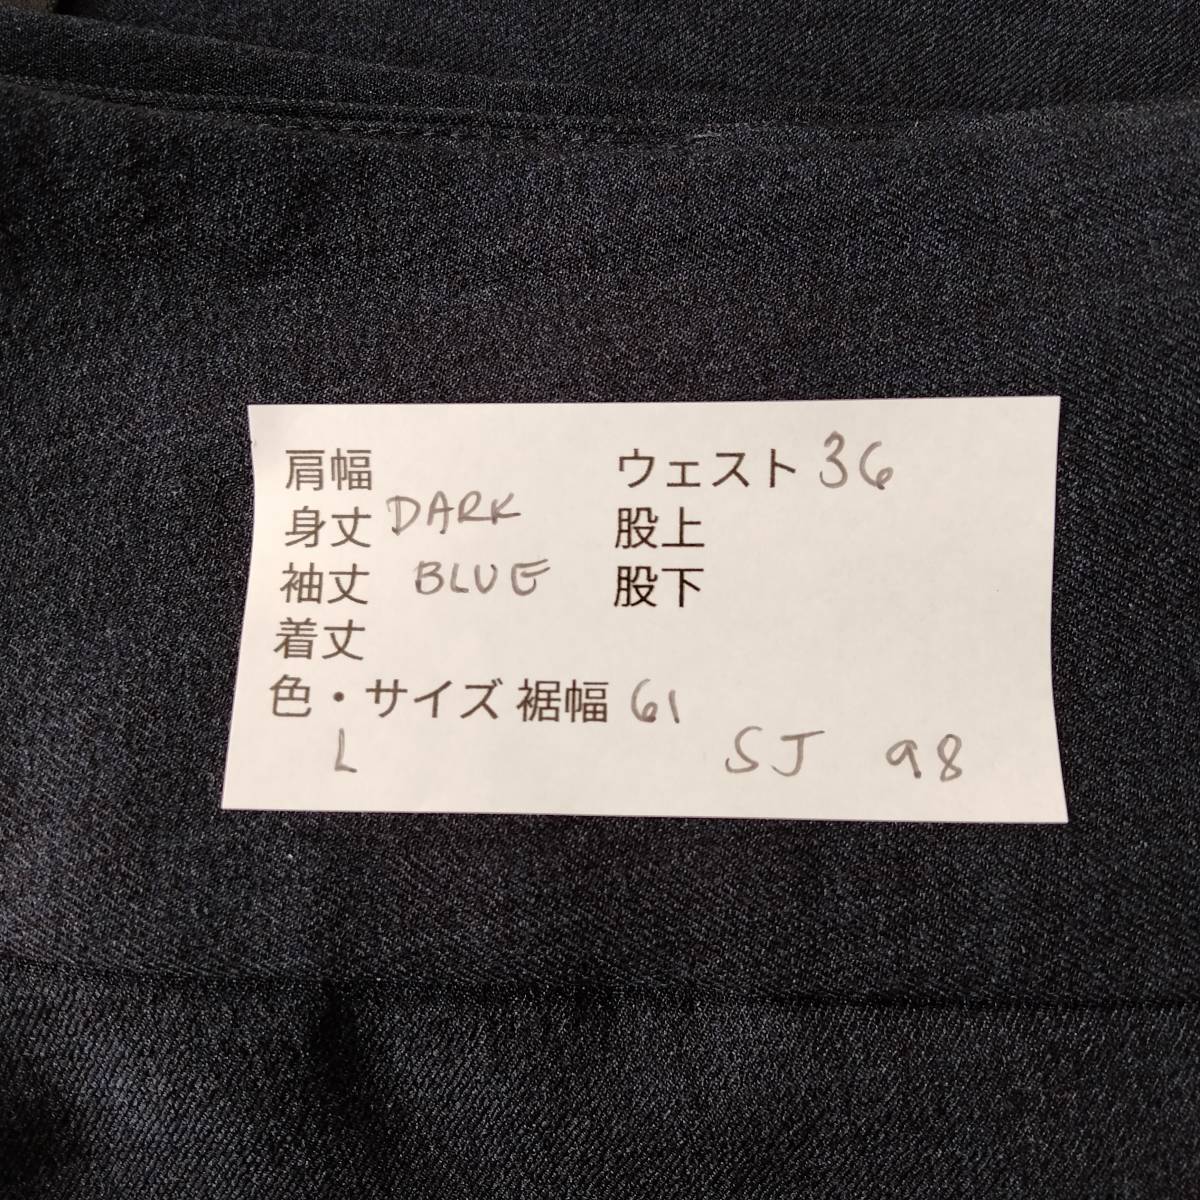 肩幅 ウェスト 36
身丈 DARK 股上
袖丈 BLUE 股下
着丈
色・サイズ 裾幅 61
L SJ 98